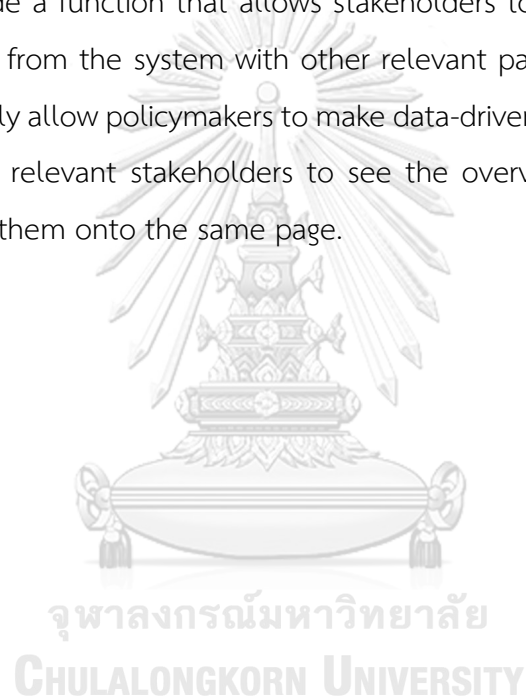 de a function that allows stakeholders to
from the system with other relevant pa
ly allow policymakers to make data-driven
relevant stakeholders to see the overv
them onto the same page.
จุฬาลงกรณ์มหาวิทยาลัย
CHULALONGKORN UNIVERSITY